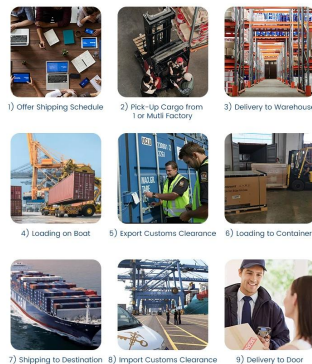 1) Offer Shipping Schedule
2) Pick-Up Cargo from
1 or Mutli Factory
3) Delivery to Warehouse
4) Loading on Boat
5) Export Customs Clearance
6) Loading to Container
7) Shipping to Destination
8) Import Customs Clearance
9) Delivery to Door